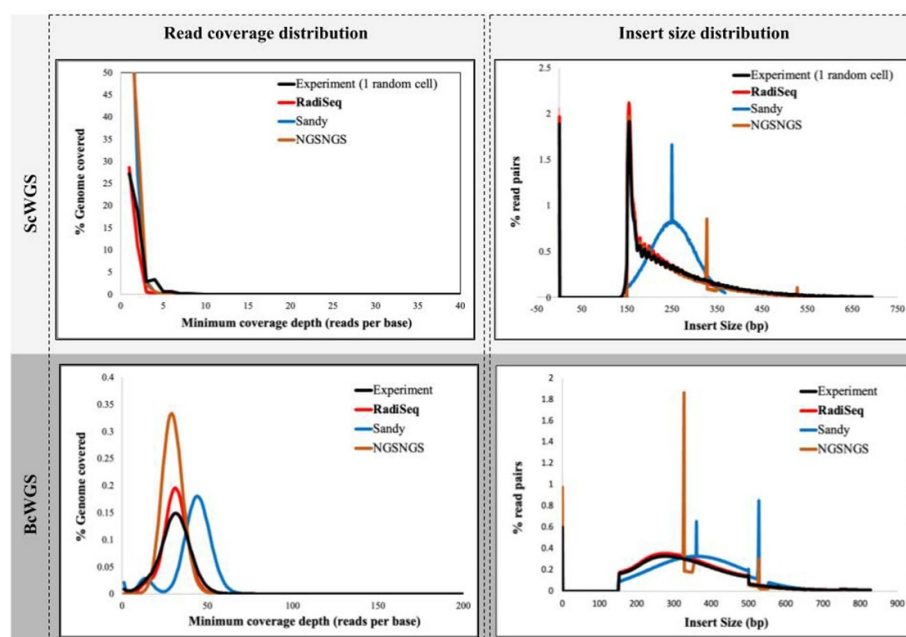 Read coverage distribution
Insert size distribution
ScWGS
% Genome covered
50
45
40
35
30
25
20
15
10
5
0
Experiment (1 random cell)
RadiSeq
Sandy
NGSNGS
0 5 10 15 20 25 30 35 40
Minimum coverage depth (reads per base)
% read pairs
2.5
2
1.5
1
0.5
0
Experiment (1 random cell)
RadiSeq
Sandy
NGSNGS
-50 50 150 250 350 450 550 650 750
Insert Size (bp)
BcWGS
% Genome covered
0.4
0.35
0.3
0.25
0.2
0.15
0.1
0.05
0
Experiment
RadiSeq
Sandy
NGSNGS
0 50 100 150 200
Minimum coverage depth (reads per base)
% read pairs
2
1.8
1.6
1.4
1.2
1
0.8
0.6
0.4
0.2
0
Experiment
RadiSeq
Sandy
NGSNGS
0 100 200 300 400 500 600 700 800 900
Insert Size (bp)